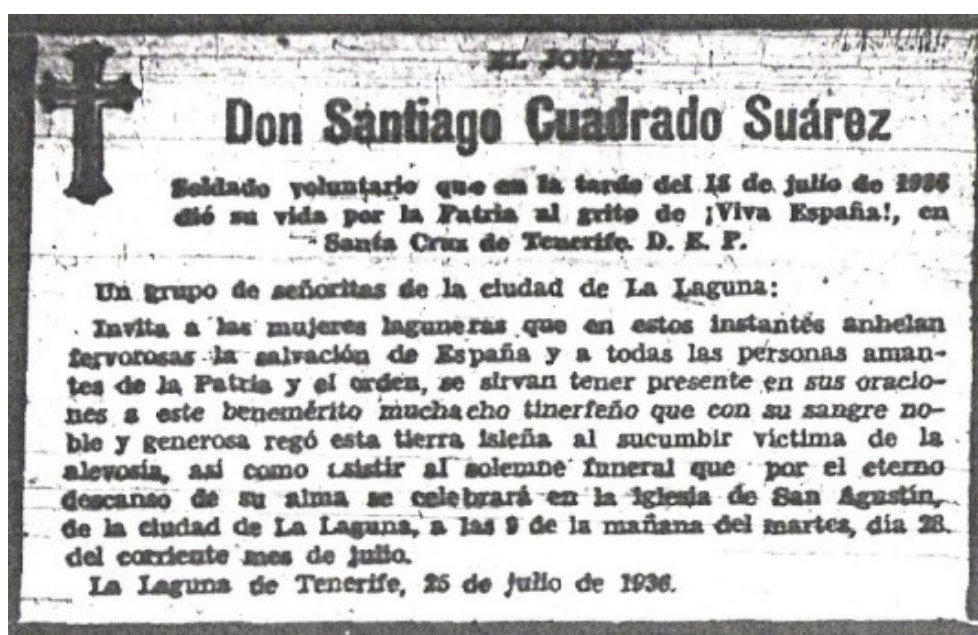 EL JOVEN
Don Santiago Cuadrado Suárez
Soldado voluntario que en la tarde del 18 de julio de 1936
dió su vida por la Patria al grito de ¡Viva España!, en
Santa Cruz de Tenerife. D. E. P.
Un grupo de señoritas de la ciudad de La Laguna:
Invita a las mujeres laguneras que en estos instantes anhelan
fervorosas la salvación de España y a todas las personas aman-
tes de la Patria y el orden, se sirvan tener presente en sus oracio-
nes a este benemérito muchacho tinerfeño que con su sangre no-
ble y generosa regó esta tierra isleña al sucumbir víctima de la
alevosía, así como asistir al solemne funeral que por el eterno
descanso de su alma se celebrará en la iglesia de San Agustín,
de la ciudad de La Laguna, a las 9 de la mañana del martes, día 28
del corriente mes de julio.
La Laguna de Tenerife, 25 de julio de 1936.